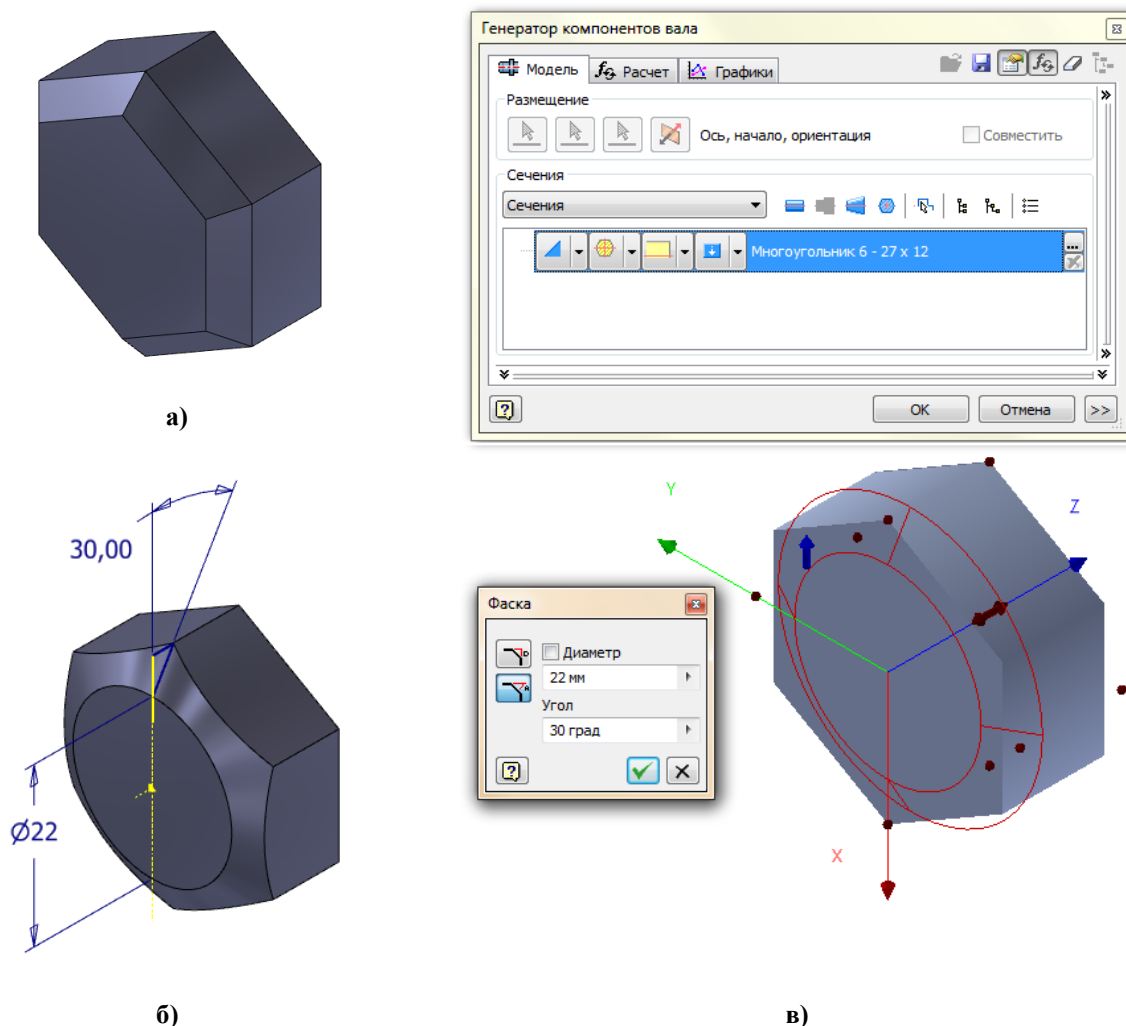 Генератор компонентов вала
Модель
Расчет
Графики
Размещение
Ось, начало, ориентация
Совместить
Сечения
Сечения
Многоугольник 6 - 27 x 12
...
?
OK
Отмена
>>
а)
30,00
Ø22
Y
Z
X
Фаска
D
Диаметр
22 мм
Угол
30 град
?
б)
в)